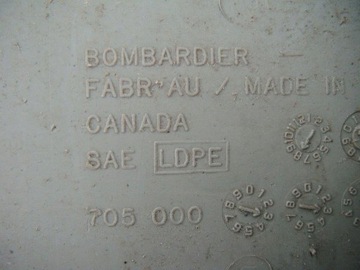 BOMBARDIER —
FABR. AU / MADE IN
CANADA
SAE LDPE
705 000